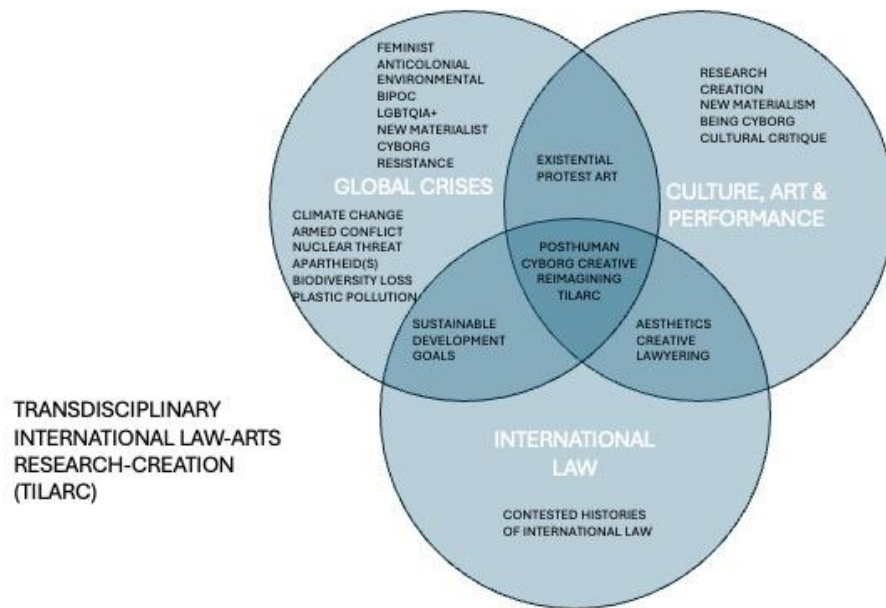 FEMINIST
ANTICOLONIAL
ENVIRONMENTAL
BIPOC
LGBTQIA+
NEW MATERIALIST
CYBORG
RESISTANCE
GLOBAL CRISES
CLIMATE CHANGE
ARMED CONFLICT
NUCLEAR THREAT
APARTHEID(S)
BIODIVERSITY LOSS
PLASTIC POLLUTION
EXISTENTIAL
PROTEST ART
RESEARCH
CREATION
NEW MATERIALISM
BEING CYBORG
CULTURAL CRITIQUE
CULTURE, ART &
PERFORMANCE
POSTHUMAN
CYBORG CREATIVE
REIMAGINING
TILARC
SUSTAINABLE
DEVELOPMENT
GOALS
AESTHETICS
CREATIVE
LAWYERING
INTERNATIONAL
LAW
CONTESTED HISTORIES
OF INTERNATIONAL LAW
TRANSDISCIPLINARY
INTERNATIONAL LAW-ARTS
RESEARCH-CREATION
(TILARC)